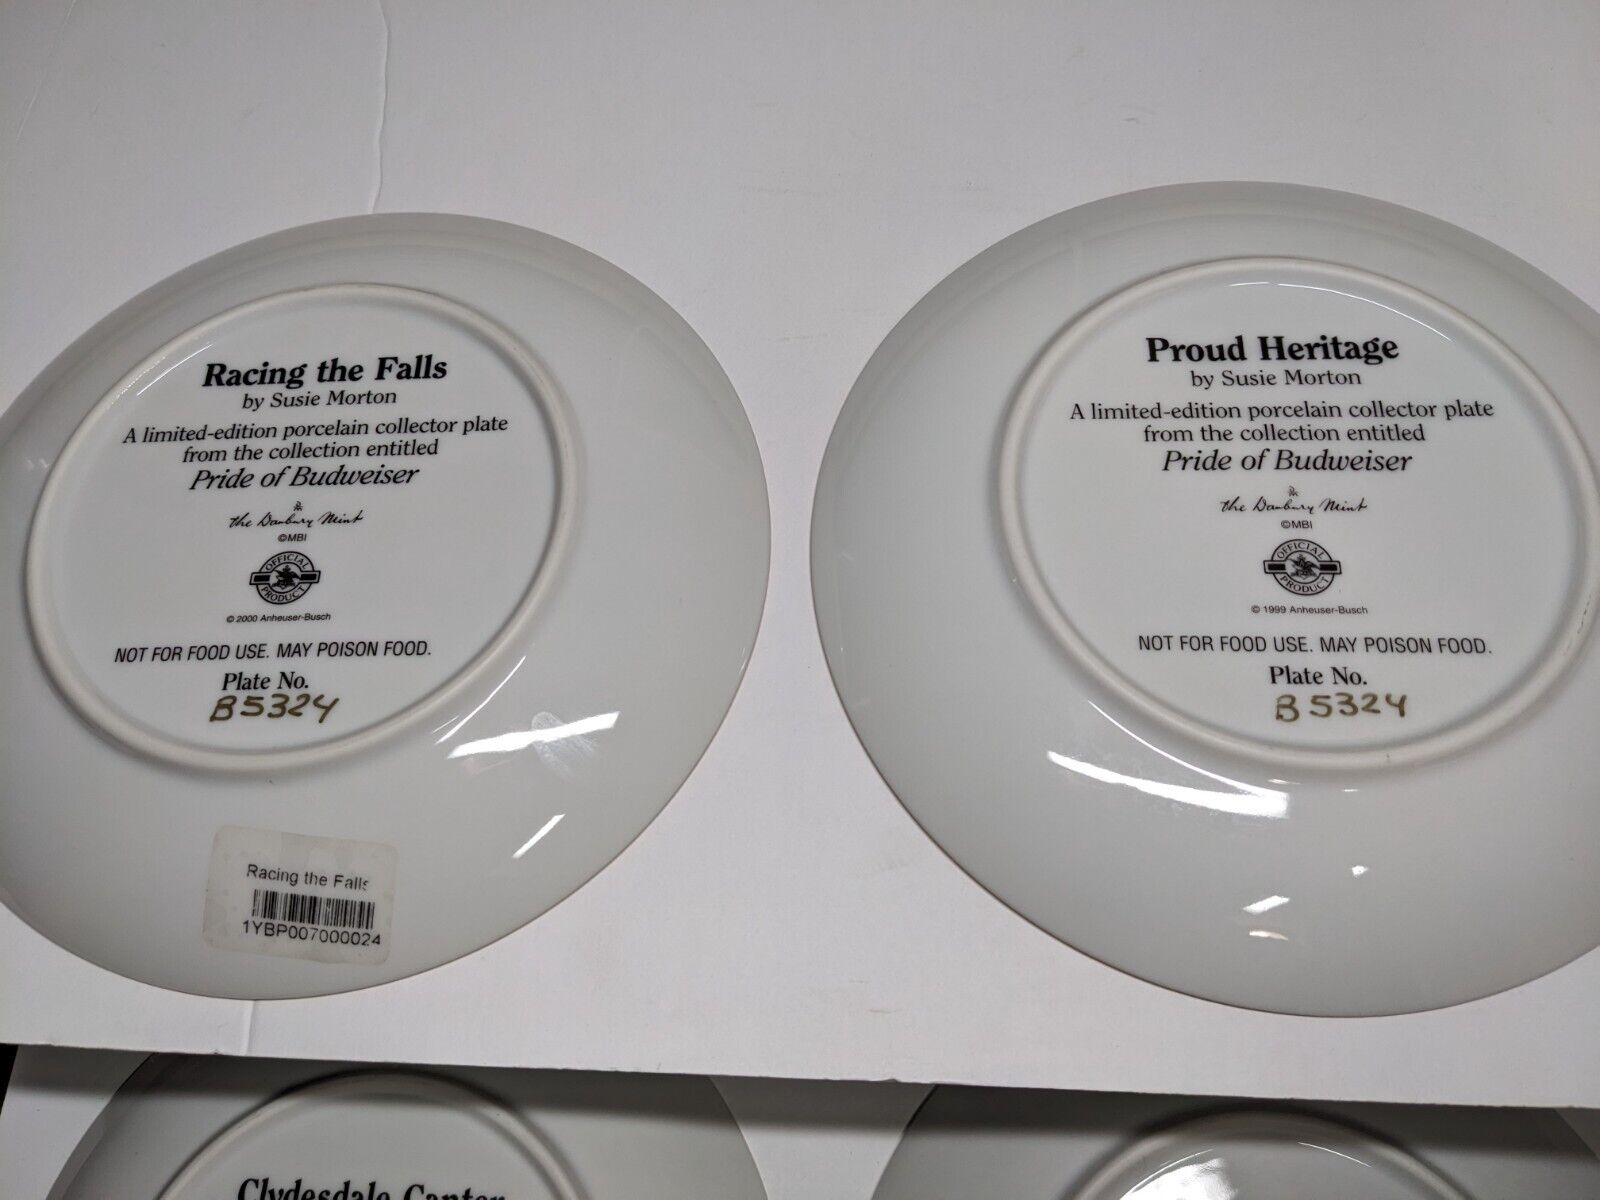 Racing the Falls
by Susie Morton
A limited-edition porcelain collector plate
from the collection entitled
Pride of Budweiser
the Danbury Mint
©MBI
OFFICIAL
PRODUCT
© 2000 Anheuser-Busch
NOT FOR FOOD USE. MAY POISON FOOD.
Plate No.
B5324
Racing the Falls
1YBP007000024
Proud Heritage
by Susie Morton
A limited-edition porcelain collector plate
from the collection entitled
Pride of Budweiser
the Danbury Mint
©MBI
OFFICIAL
PRODUCT
© 1999 Anheuser-Busch
NOT FOR FOOD USE. MAY POISON FOOD.
Plate No.
B5324
Clydesdale Canter